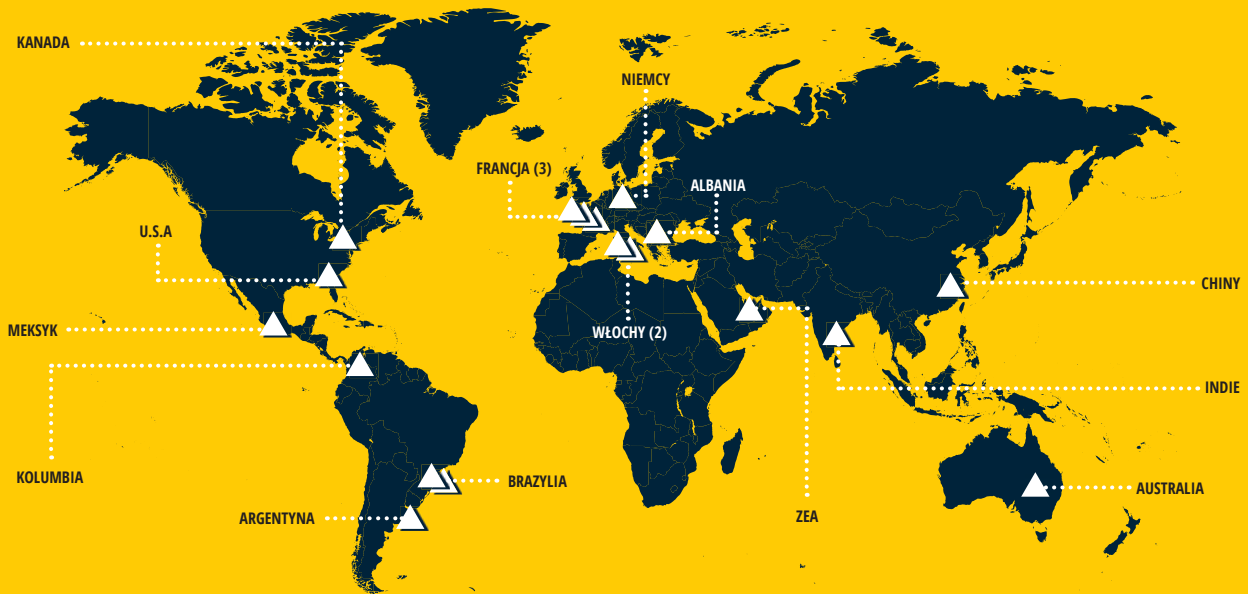 KANADA
NIEMCY
FRANCJA (3)
ALBANIA
U.S.A
CHINY
MEKSYK
WŁOCHY (2)
INDIE
KOLUMBIA
BRAZYLIA
AUSTRALIA
ARGENTYNA
ZEA